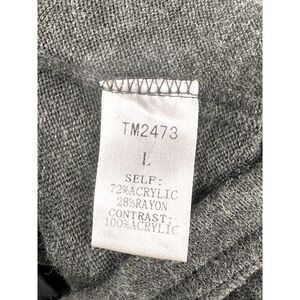 TM2473
L
SELF:
72%ACRYLIC
28%RAYON
CONTRAST:
100%ACRYLIC